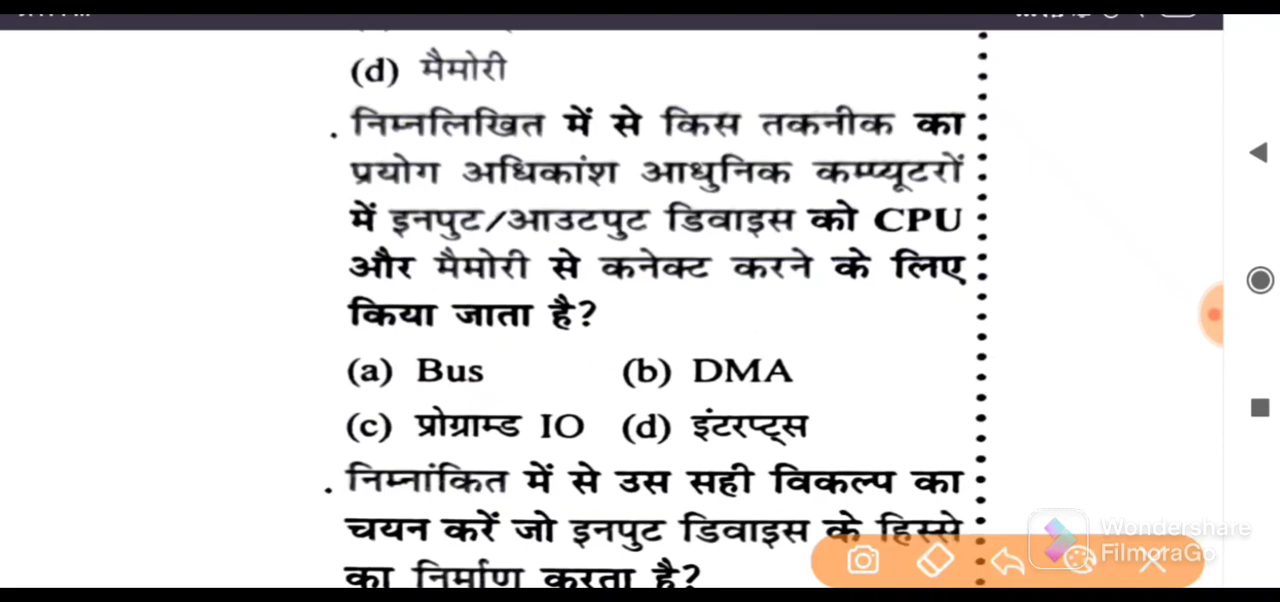 (d) मैमोरी
. निम्नलिखित में से किस तकनीक का
प्रयोग अधिकांश आधुनिक कम्प्यूटरों
में इनपुट/आउटपुट डिवाइस को CPU
और मैमोरी से कनेक्ट करने के लिए
किया जाता है?
(a) Bus (b) DMA
(c) प्रोग्राम्ड IO (d) इंटरप्ट्स
. निम्नांकित में से उस सही विकल्प का
चयन करें जो इनपुट डिवाइस के हिस्से
का निर्माण करता है?
Wondershare
FilmoraGo